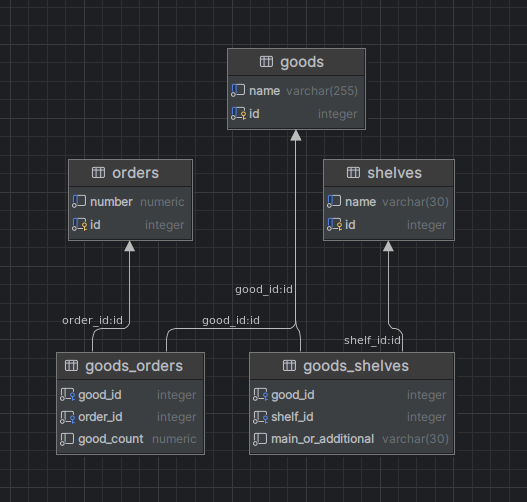 goods
name varchar(255)
id integer
orders
number numeric
id integer
shelves
name varchar(30)
id integer
good_id:id
order_id:id
good_id:id
shelf_id:id
goods_orders
good_id integer
order_id integer
good_count numeric
goods_shelves
good_id integer
shelf_id integer
main_or_additional varchar(30)